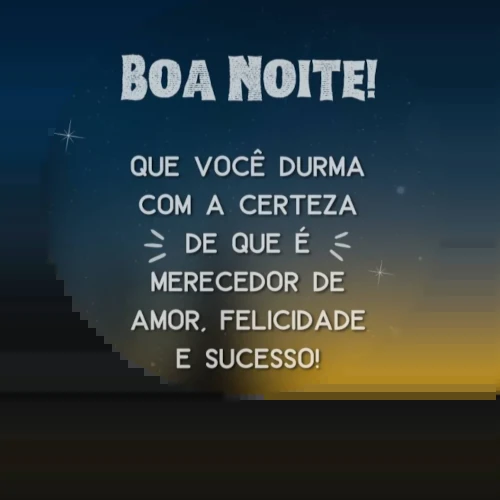 BOA NOITE!
QUE VOCÊ DURMA
COM A CERTEZA
DE QUE É
MERECEDOR DE
AMOR, FELICIDADE
E SUCESSO!